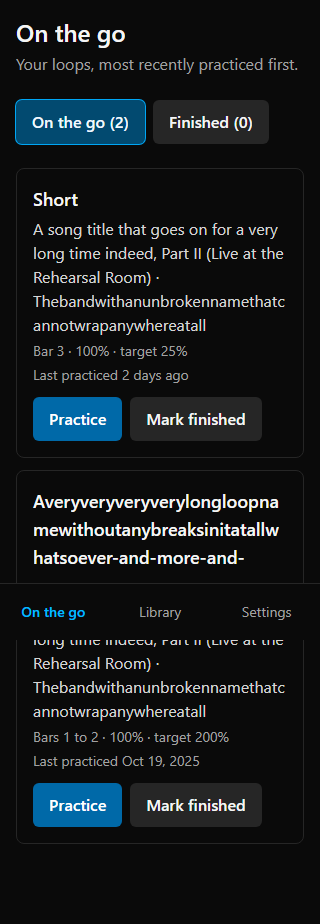 On the go
Your loops, most recently practiced first.
On the go (2)
Finished (0)
Short
A song title that goes on for a very
long time indeed, Part II (Live at the
Rehearsal Room) ·
Thebandwithanunbrokennamethatc
annotwrapanywhereatall
Bar 3 · 100% · target 25%
Last practiced 2 days ago
Practice
Mark finished
Averyveryveryverylongloopna
mewithoutanybreaksinitatallw
hatsoever-and-more-and-
On the go
Library
Settings
long time indeed, Part II (Live at the
Rehearsal Room) ·
Thebandwithanunbrokennamethatc
annotwrapanywhereatall
Bars 1 to 2 · 100% · target 200%
Last practiced Oct 19, 2025
Practice
Mark finished